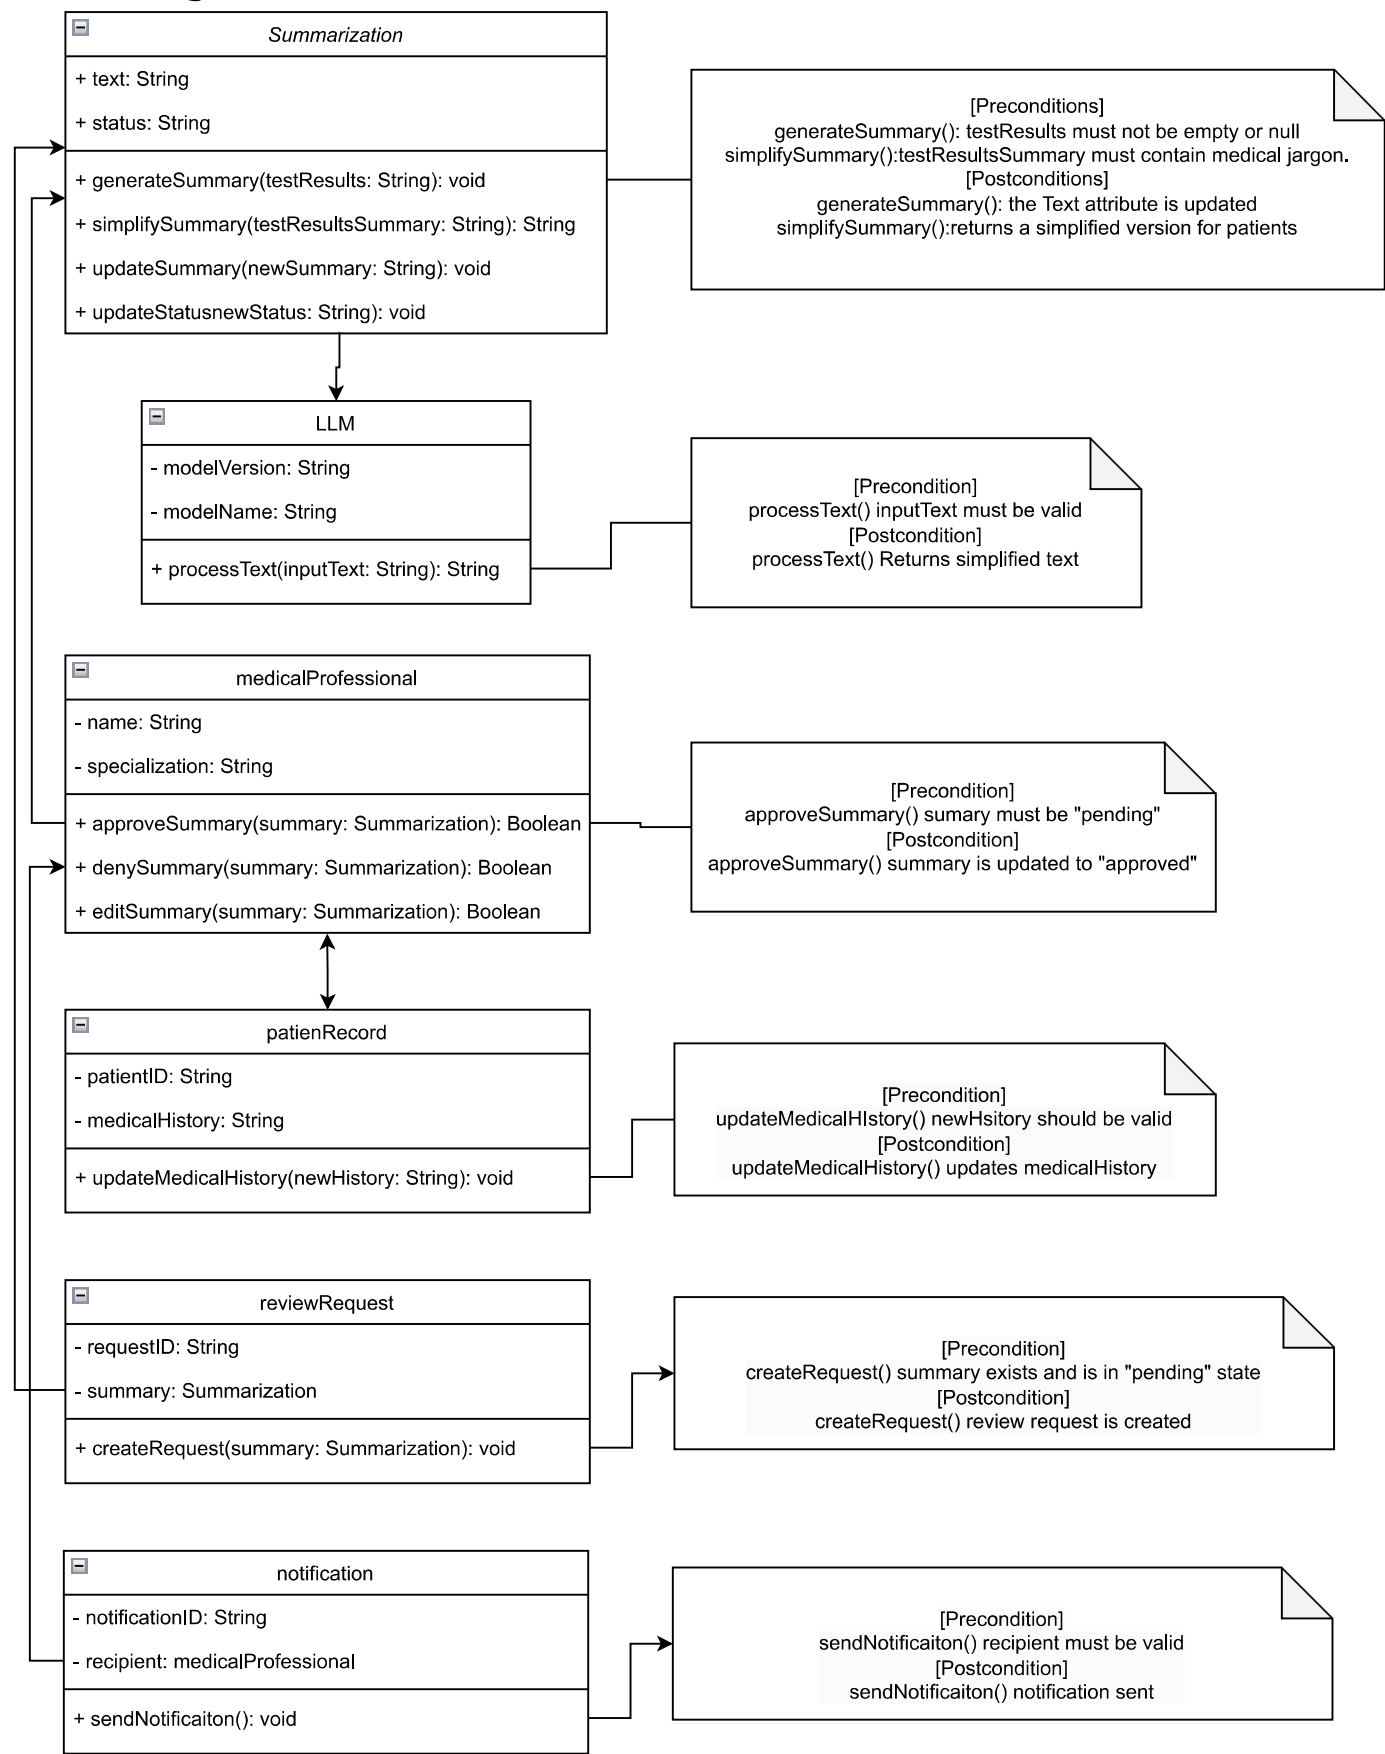 Summarization
+ text: String
+ status: String
+ generateSummary(testResults: String): void
+ simplifySummary(testResultsSummary: String): String
+ updateSummary(newSummary: String): void
+ updateStatusnewStatus: String): void
[Preconditions]
generateSummary(): testResults must not be empty or null
simplifySummary():testResultsSummary must contain medical jargon.
[Postconditions]
generateSummary(): the Text attribute is updated
simplifySummary():returns a simplified version for patients
LLM
- modelVersion: String
- modelName: String
+ processText(inputText: String): String
[Precondition]
processText() inputText must be valid
[Postcondition]
processText() Returns simplified text
medicalProfessional
- name: String
- specialization: String
+ approveSummary(summary: Summarization): Boolean
+ denySummary(summary: Summarization): Boolean
+ editSummary(summary: Summarization): Boolean
[Precondition]
approveSummary() sumary must be "pending"
[Postcondition]
approveSummary() summary is updated to "approved"
patienRecord
- patientID: String
- medicalHistory: String
+ updateMedicalHistory(newHistory: String): void
[Precondition]
updateMedicalHIstory() newHsitory should be valid
[Postcondition]
updateMedicalHistory() updates medicalHistory
reviewRequest
- requestID: String
- summary: Summarization
+ createRequest(summary: Summarization): void
[Precondition]
createRequest() summary exists and is in "pending" state
[Postcondition]
createRequest() review request is created
notification
- notificationID: String
- recipient: medicalProfessional
+ sendNotificaiton(): void
[Precondition]
sendNotificaiton() recipient must be valid
[Postcondition]
sendNotificaiton() notification sent